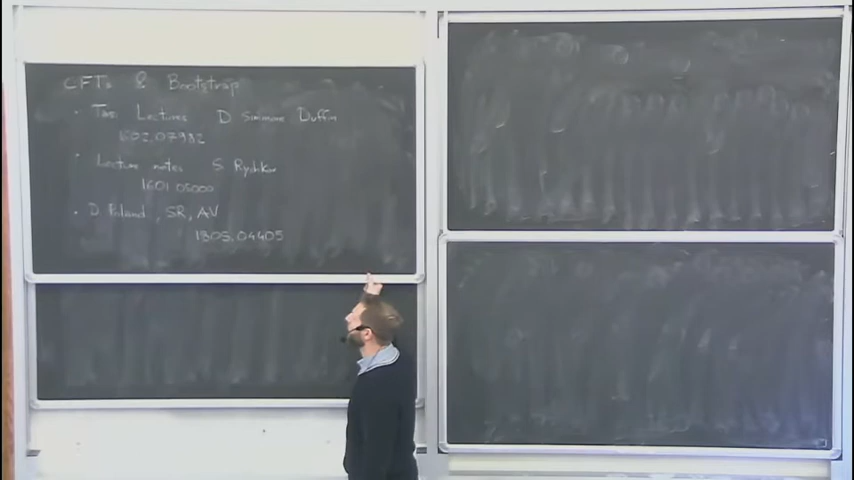 CFTs & Bootstrap
• Tasi Lectures D Simmons Duffin
1602.07982
• Lecture notes S Rychkov
1601.05000
• D. Poland, SR, AV
1805.04405